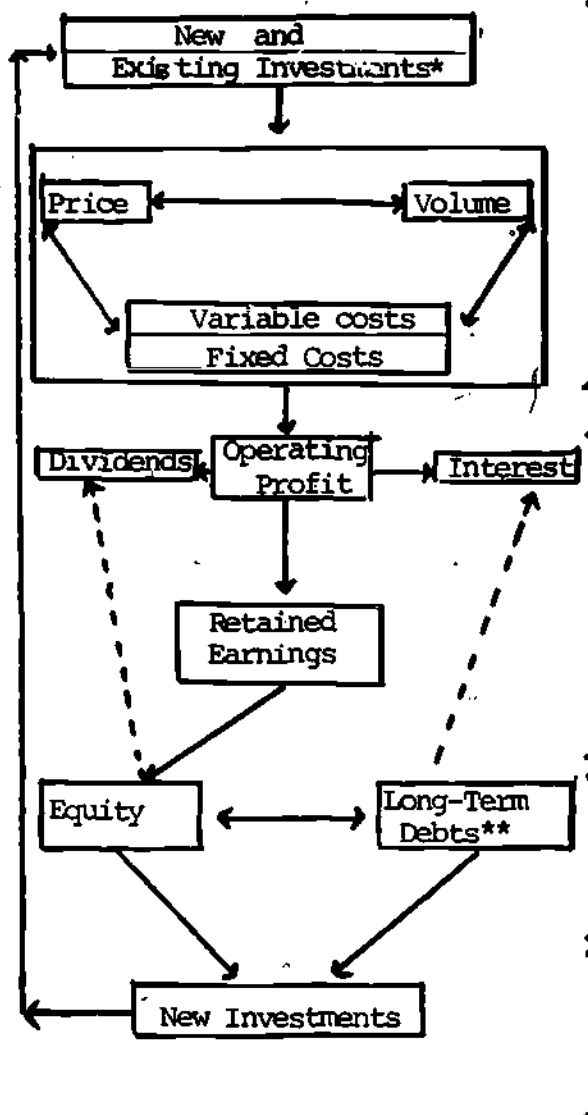 New and
Existing Investments*
Price
Volume
Variable costs
Fixed Costs
Dividends
Operating
Profit
Interest
Retained
Earnings
Equity
Long-Term
Debts**
New Investments